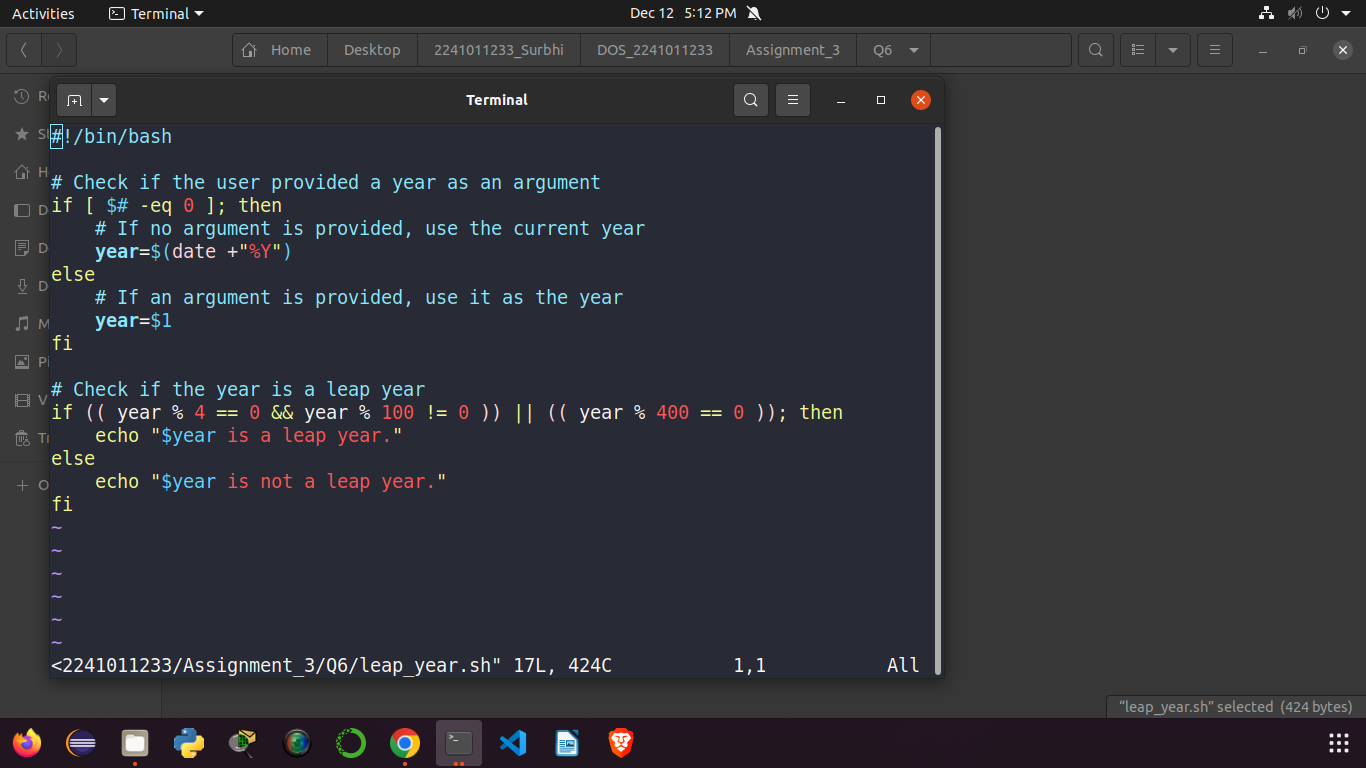 Activities Terminal Dec 12 5:12 PM
Home Desktop 2241011233_Surbhi DOS_2241011233 Assignment_3 Q6
Terminal
#!/bin/bash
# Check if the user provided a year as an argument
if [ $# -eq 0 ]; then
    # If no argument is provided, use the current year
    year=$(date +"%Y")
else
    # If an argument is provided, use it as the year
    year=$1
fi
# Check if the year is a leap year
if (( year % 4 == 0 && year % 100 != 0 )) || (( year % 400 == 0 )); then
    echo "$year is a leap year."
else
    echo "$year is not a leap year."
fi
~
~
~
~
~
~
<2241011233/Assignment_3/Q6/leap_year.sh" 17L, 424C 1,1 All
“leap_year.sh” selected (424 bytes)